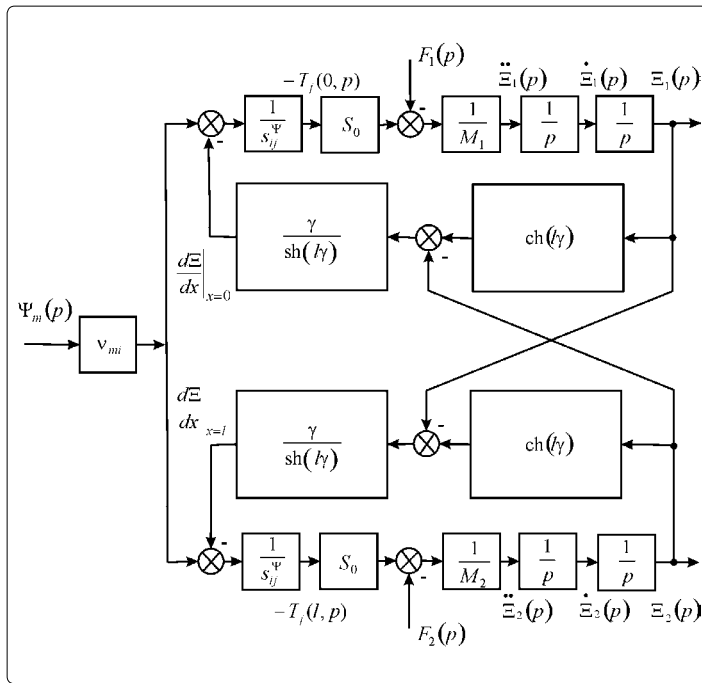 F₁(p)
−T_j(0, p)
Ξ̈₁(p) Ξ̇₁(p) Ξ₁(p)
-
1/s_ij^Ψ S₀ - 1/M₁ 1/p 1/p
γ/sh(lγ) - ch(lγ)
dΞ/dx|x=0
Ψ_m(p)
ν_mi
dΞ/dx x=l
γ/sh(lγ) - ch(lγ)
-
1/s_ij^Ψ S₀ - 1/M₂ 1/p 1/p
−T_j(l, p)
Ξ̈₂(p) Ξ̇₂(p) Ξ₂(p)
F₂(p)